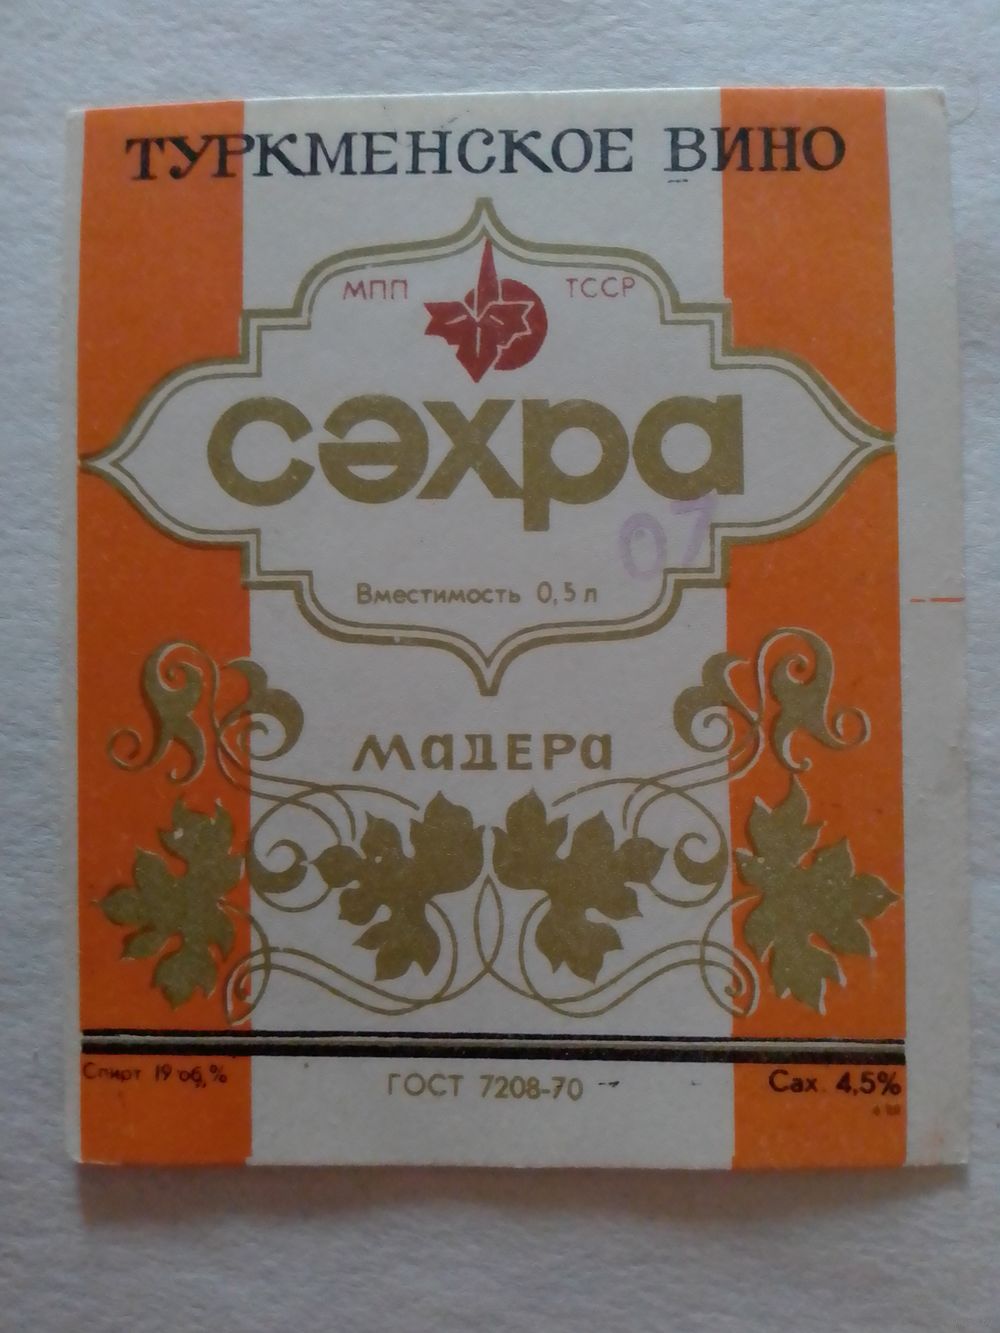 ТУРКМЕНСКОЕ ВИНО
МПП ТССР
сәхра
07
Вместимость 0,5 л
МАДЕРА
Спирт 19 об,%
ГОСТ 7208-70
Сах. 4,5%